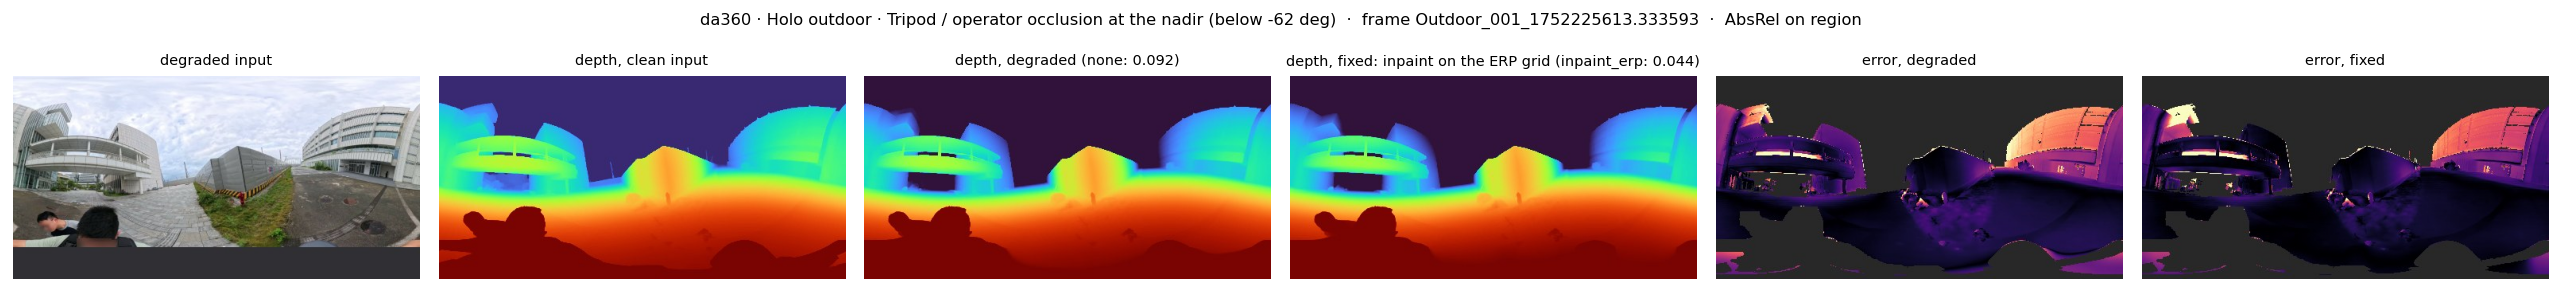 da360 · Holo outdoor · Tripod / operator occlusion at the nadir (below -62 deg) · frame Outdoor_001_1752225613.333593 · AbsRel on region
degraded input
depth, clean input
depth, degraded (none: 0.092)
depth, fixed: inpaint on the ERP grid (inpaint_erp: 0.044)
error, degraded
error, fixed